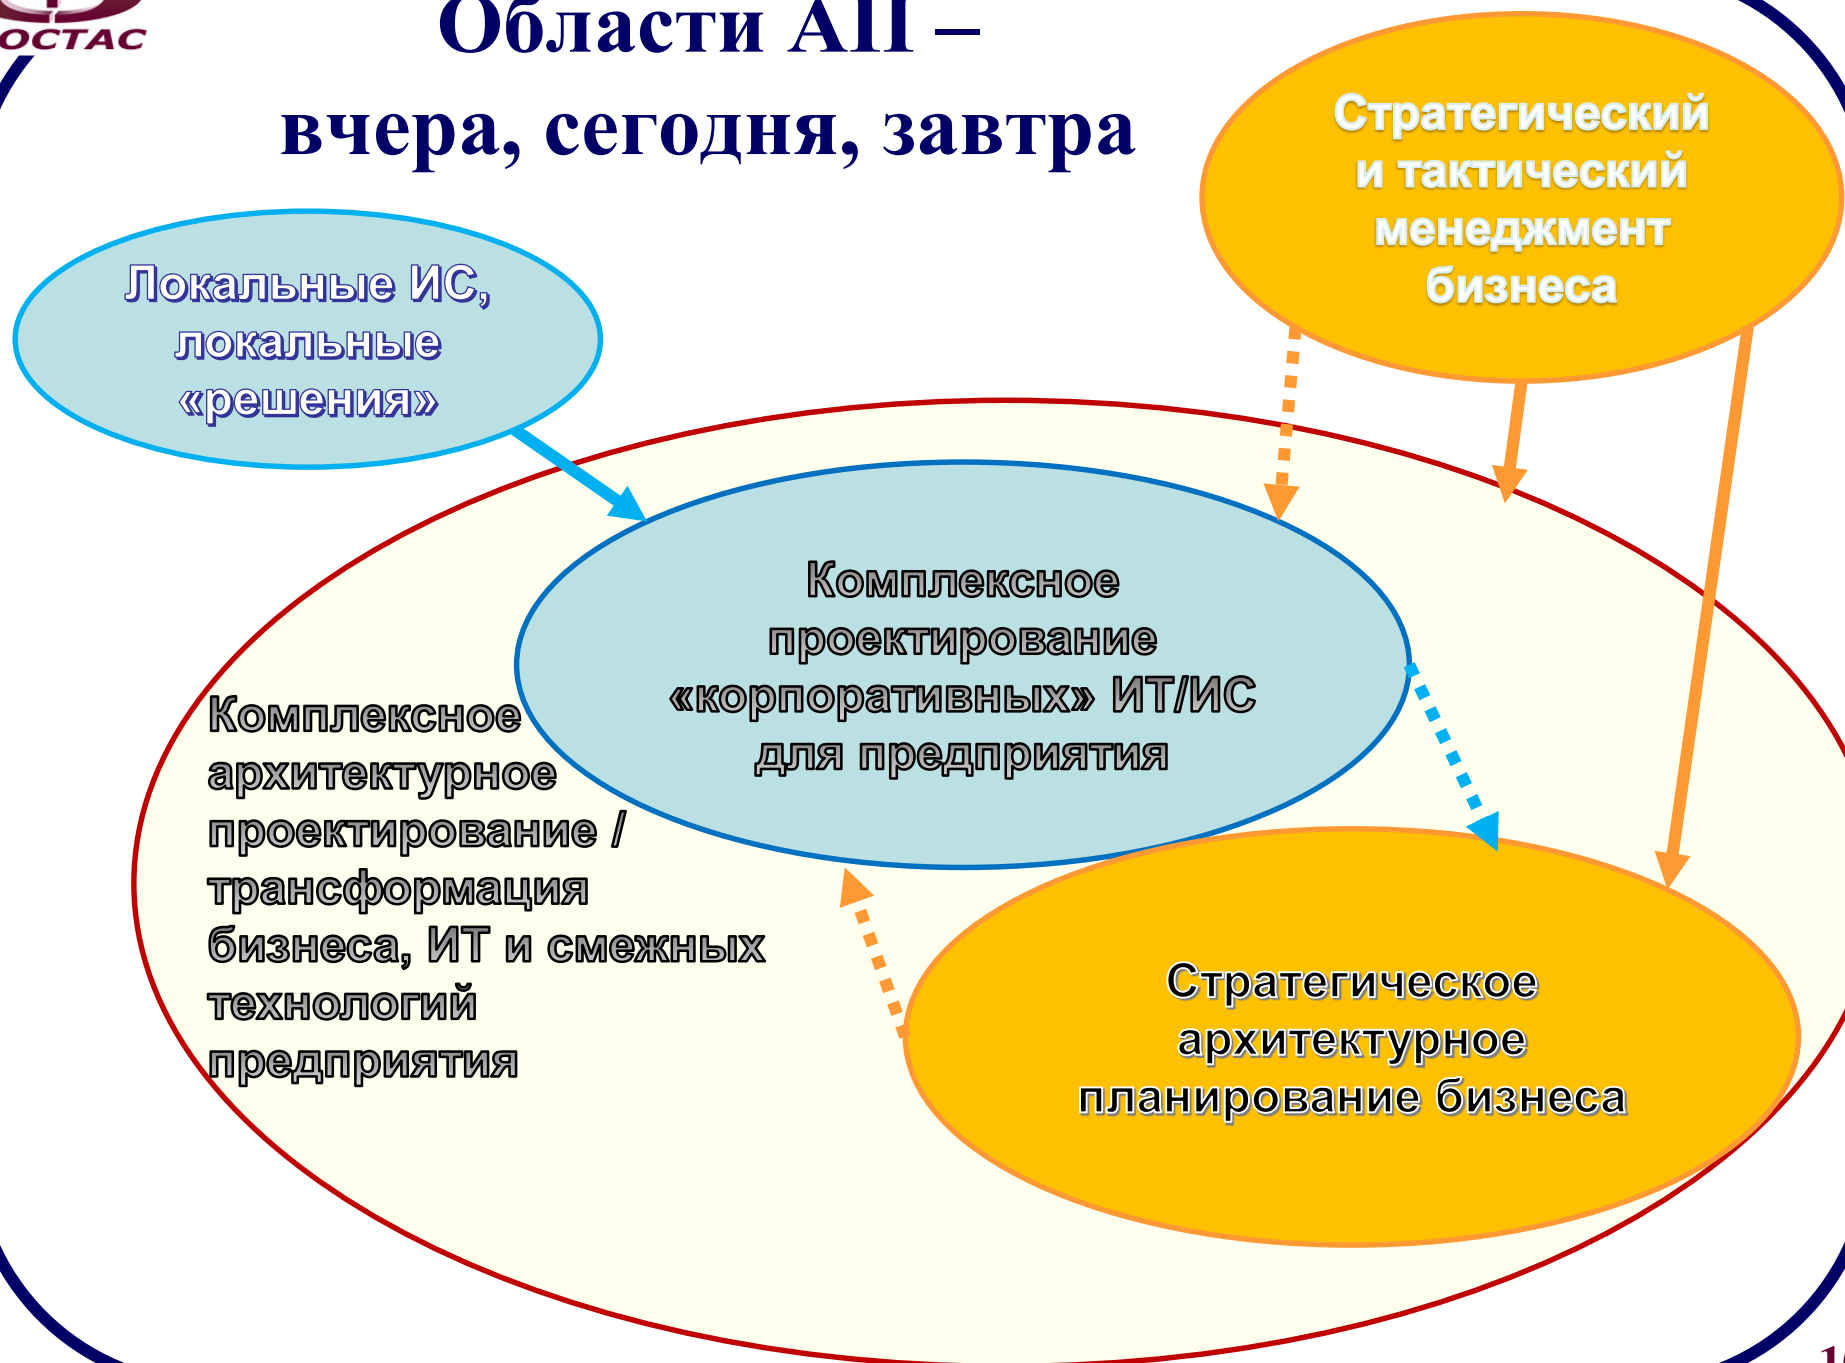 ОСТАС
Области АП –
вчера, сегодня, завтра
Стратегический
и тактический
менеджмент
бизнеса
Локальные ИС,
локальные
«решения»
Комплексное
проектирование
«корпоративных» ИТ/ИС
для предприятия
Комплексное
архитектурное
проектирование /
трансформация
бизнеса, ИТ и смежных
технологий
предприятия
Стратегическое
архитектурное
планирование бизнеса